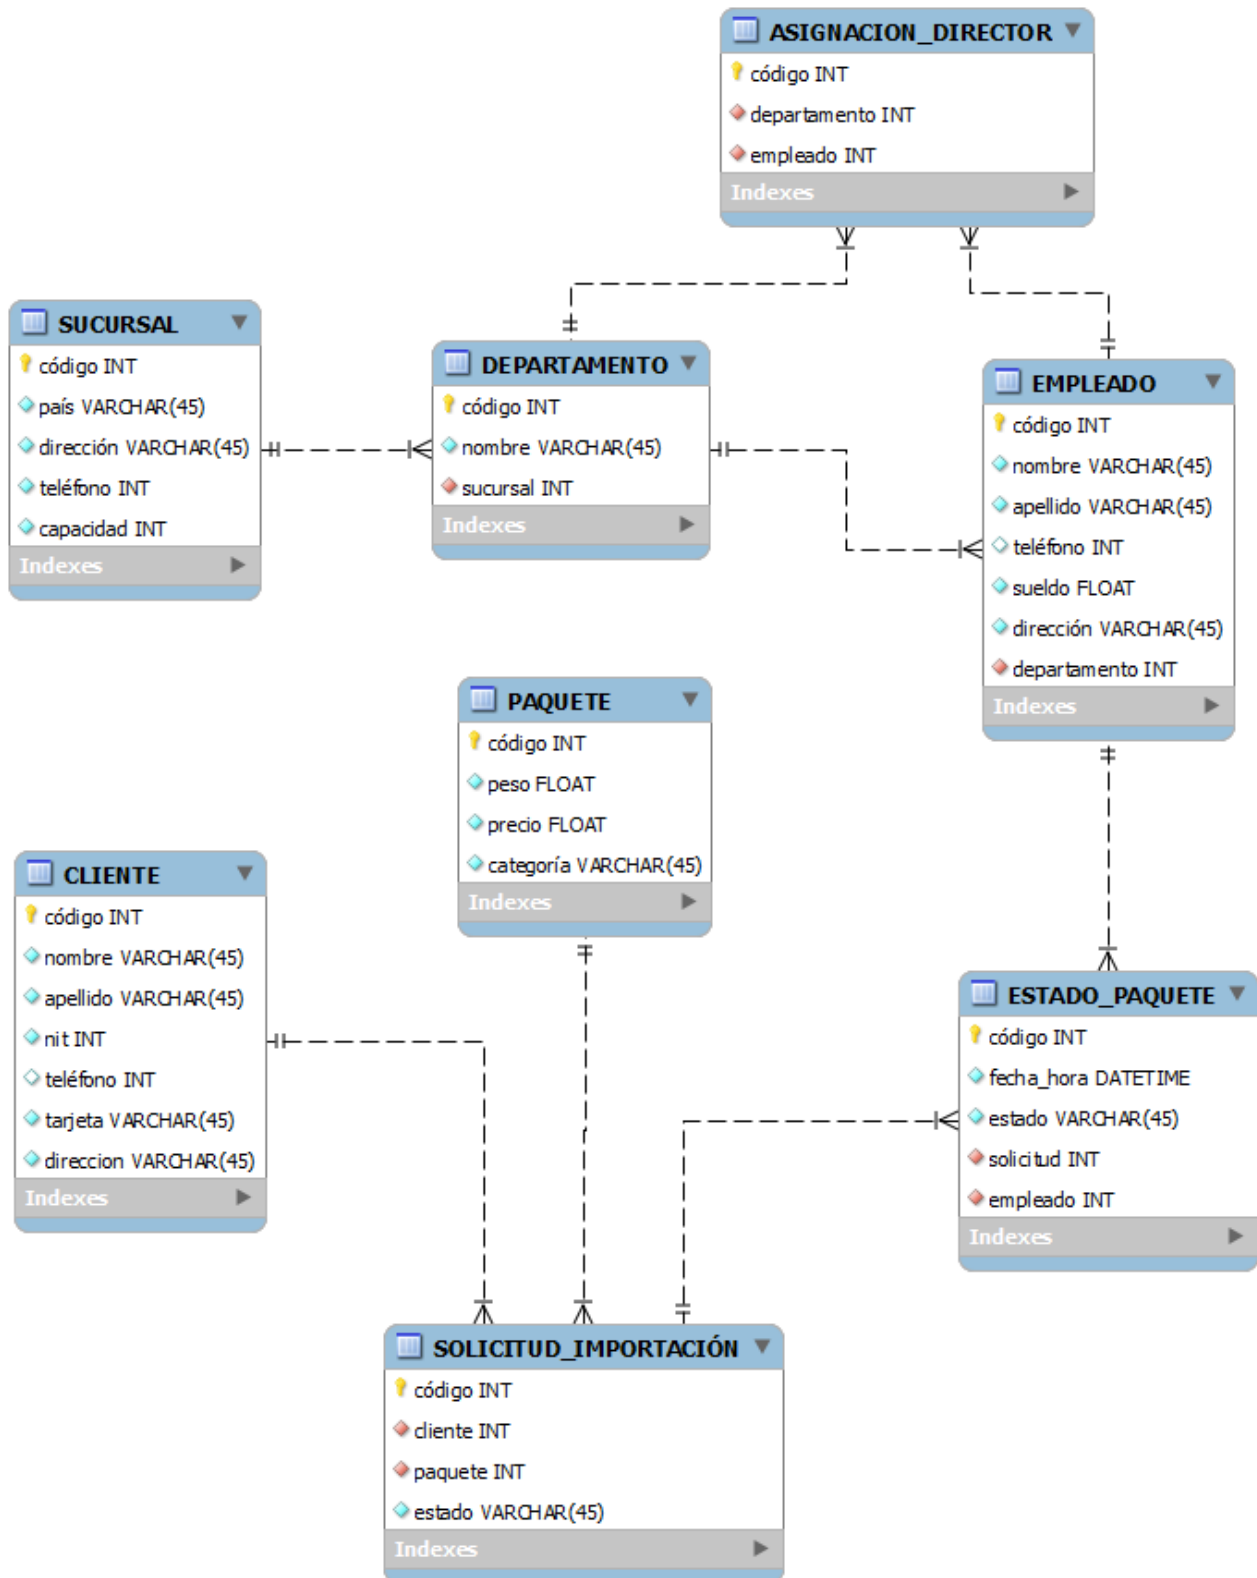 ASIGNACION_DIRECTOR
código INT
departamento INT
empleado INT
Indexes
SUCURSAL
código INT
país VARCHAR(45)
dirección VARCHAR(45)
teléfono INT
capacidad INT
Indexes
DEPARTAMENTO
código INT
nombre VARCHAR(45)
sucursal INT
Indexes
EMPLEADO
código INT
nombre VARCHAR(45)
apellido VARCHAR(45)
teléfono INT
sueldo FLOAT
dirección VARCHAR(45)
departamento INT
Indexes
PAQUETE
código INT
peso FLOAT
precio FLOAT
categoría VARCHAR(45)
Indexes
CLIENTE
código INT
nombre VARCHAR(45)
apellido VARCHAR(45)
nit INT
teléfono INT
tarjeta VARCHAR(45)
direccion VARCHAR(45)
Indexes
ESTADO_PAQUETE
código INT
fecha_hora DATETIME
estado VARCHAR(45)
solicitud INT
empleado INT
Indexes
SOLICITUD_IMPORTACIÓN
código INT
cliente INT
paquete INT
estado VARCHAR(45)
Indexes